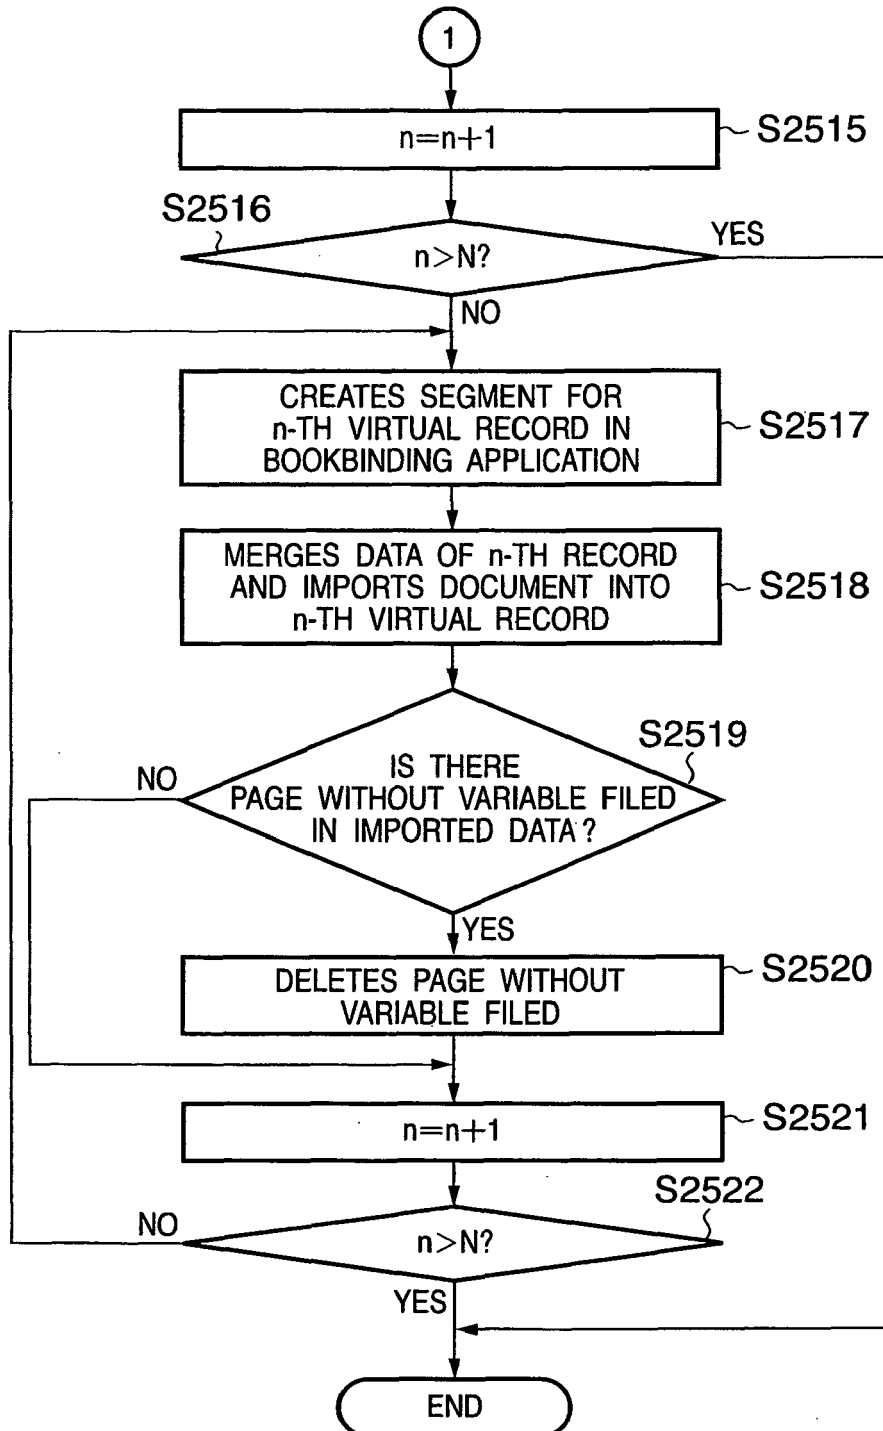 1
n=n+1
S2515
S2516
n>N?
YES
NO
CREATES SEGMENT FOR
n-TH VIRTUAL RECORD IN
BOOKBINDING APPLICATION
S2517
MERGES DATA OF n-TH RECORD
AND IMPORTS DOCUMENT INTO
n-TH VIRTUAL RECORD
S2518
S2519
NO
IS THERE
PAGE WITHOUT VARIABLE FILED
IN IMPORTED DATA?
YES
DELETES PAGE WITHOUT
VARIABLE FILED
S2520
n=n+1
S2521
S2522
NO
n>N?
YES
END